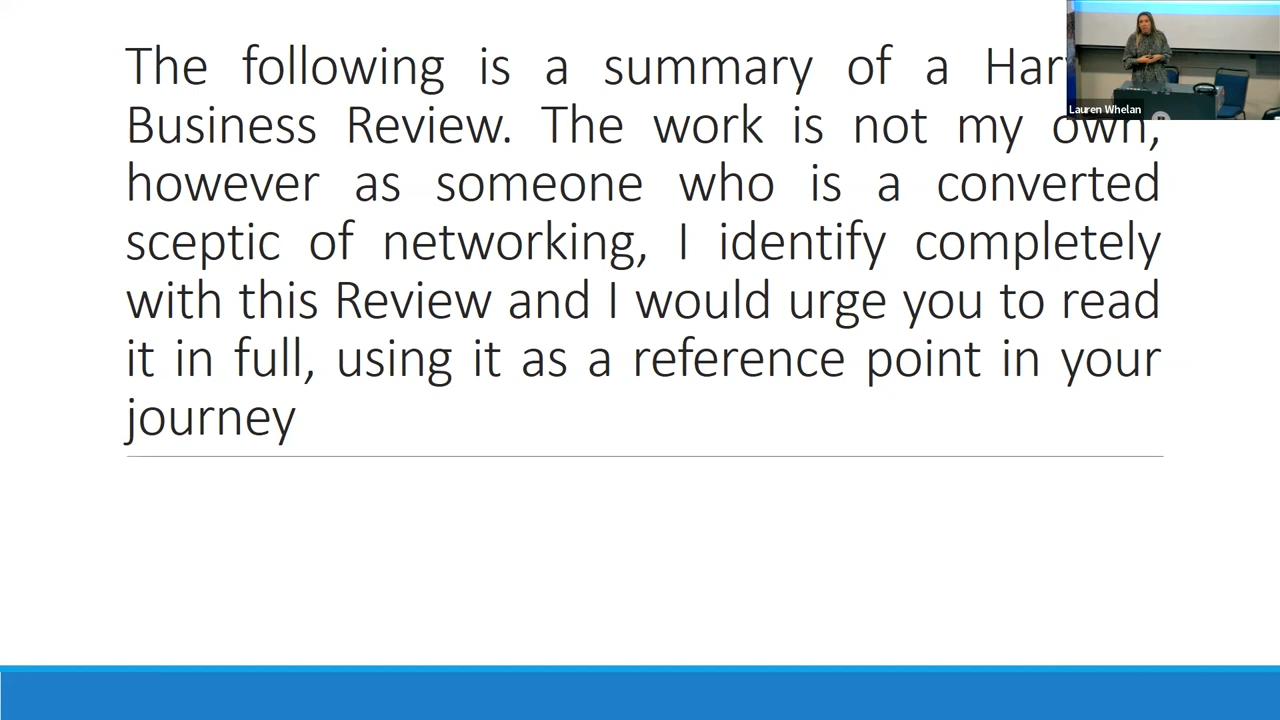 The following is a summary of a
Business Review. The work is not my own,
however as someone who is a converted
sceptic of networking, I identify completely
with this Review and I would urge you to read
it in full, using it as a reference point in your
journey
Lauren Whelan